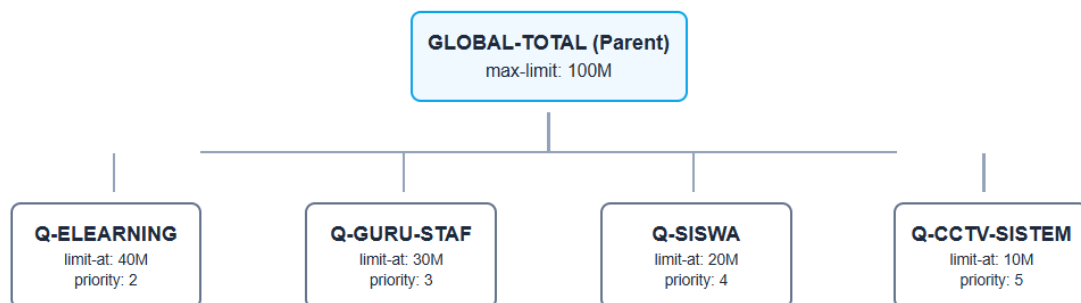 GLOBAL-TOTAL (Parent)
max-limit: 100M
Q-ELEARNING
limit-at: 40M
priority: 2
Q-GURU-STAF
limit-at: 30M
priority: 3
Q-SISWA
limit-at: 20M
priority: 4
Q-CCTV-SISTEM
limit-at: 10M
priority: 5